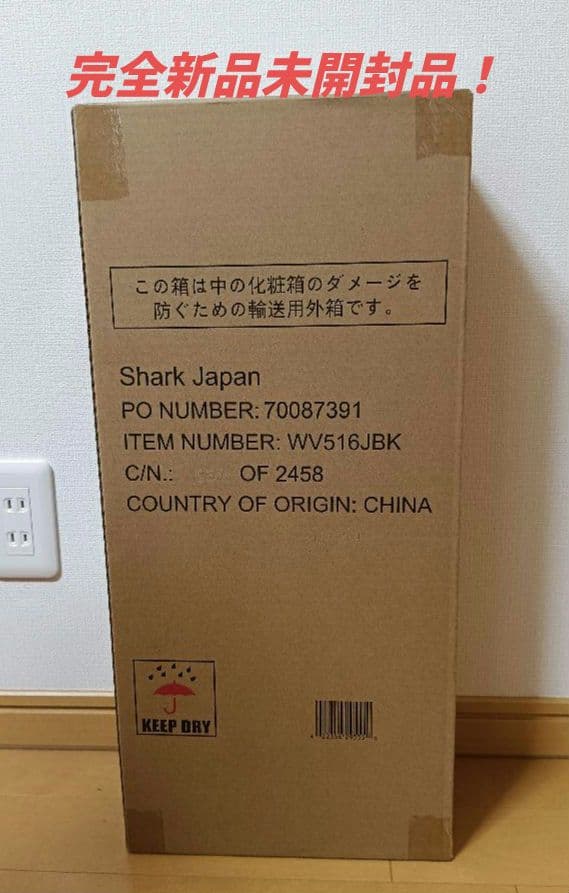 完全新品未開封品！
この箱は中の化粧箱のダメージを
防ぐための輸送用外箱です。
Shark Japan
PO NUMBER: 70087391
ITEM NUMBER: WV516JBK
C/N.: OF 2458
COUNTRY OF ORIGIN: CHINA
KEEP DRY